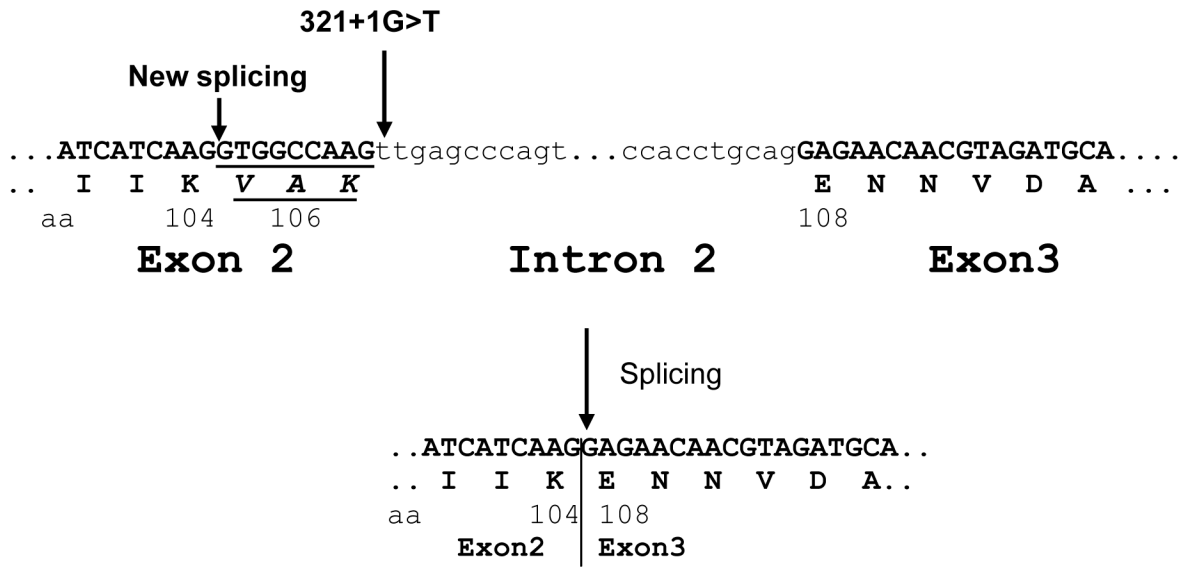 321+1G>T
New splicing
...ATCATCAAGGTGGCCAAGttgagcccagt...ccacctgcagGAGAACAACGTAGATGCA....
.. I I K V A K E N N V D A ...
aa 104 106 108
Exon 2 Intron 2 Exon3
Splicing
..ATCATCAAGGAGAACAACGTAGATGCA..
.. I I K E N N V D A..
aa 104 108
Exon2 Exon3